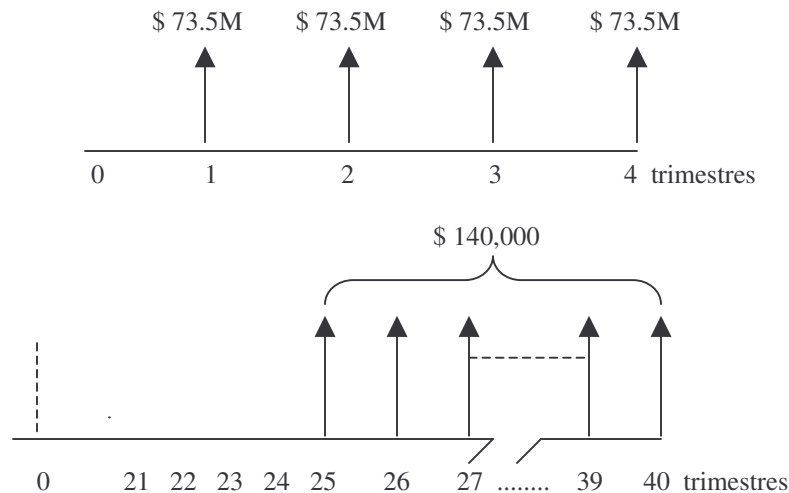 $ 73.5M $ 73.5M $ 73.5M $ 73.5M
0 1 2 3 4 trimestres
$ 140,000
0 21 22 23 24 25 26 27 ........ 39 40 trimestres